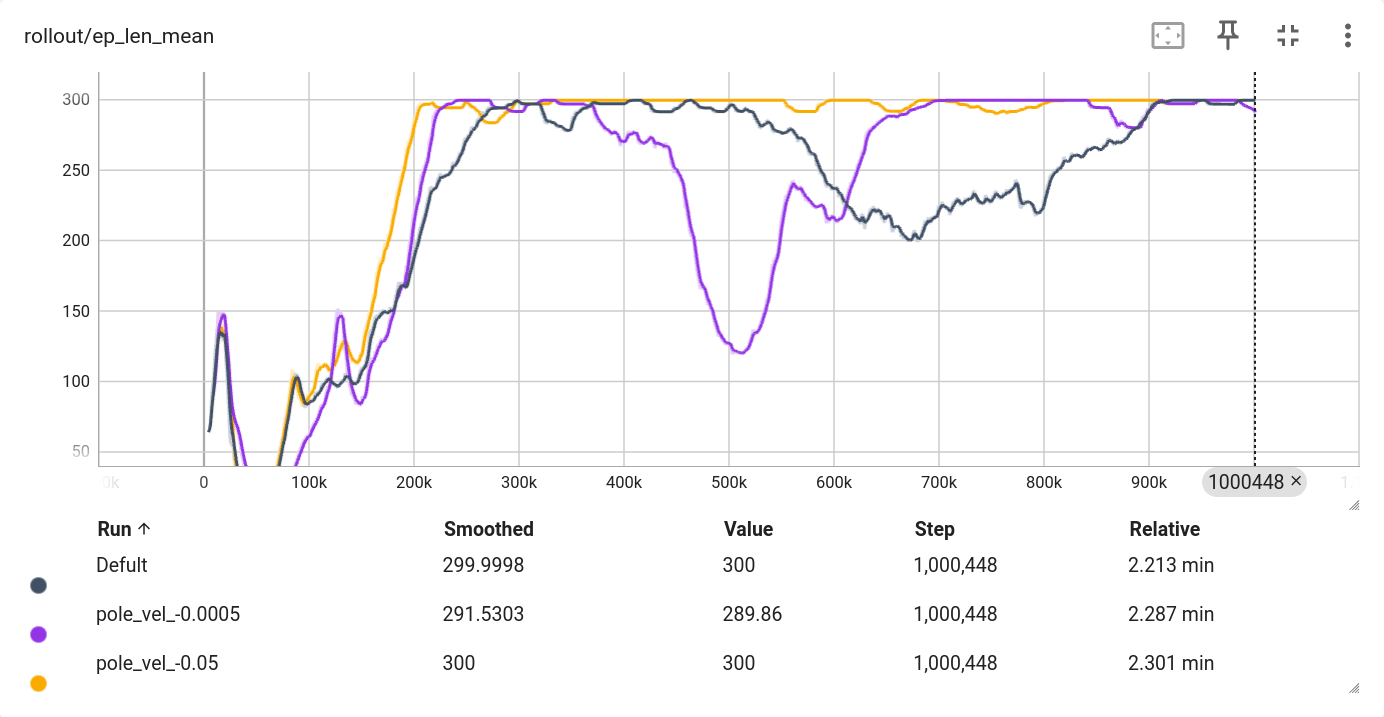 rollout/ep_len_mean
300
250
200
150
100
50
0k 0 100k 200k 300k 400k 500k 600k 700k 800k 900k 1000448 × 1.
Run ↑ Smoothed Value Step Relative
Defult 299.9998 300 1,000,448 2.213 min
pole_vel_-0.0005 291.5303 289.86 1,000,448 2.287 min
pole_vel_-0.05 300 300 1,000,448 2.301 min